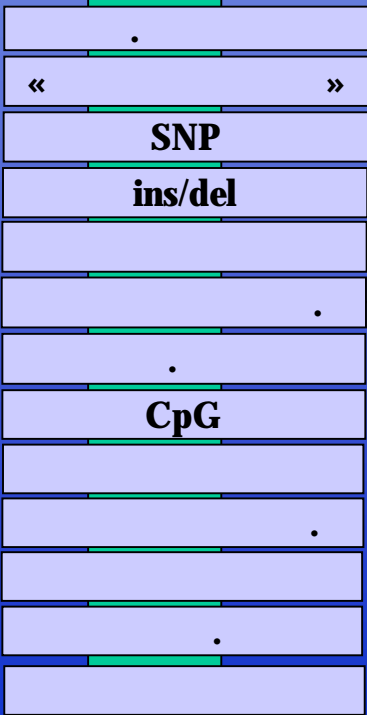 .
« »
SNP
ins/del
.
.
CpG
.
.